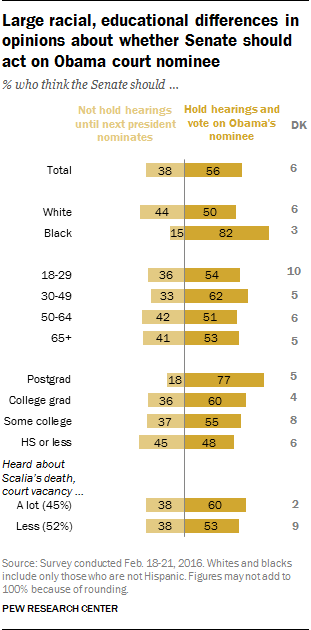 Large racial, educational differences in
opinions about whether Senate should
act on Obama court nominee
% who think the Senate should ...
Not hold hearings until next president nominates
Hold hearings and vote on Obama's nominee
DK
Total 38 56 6
White 44 50 6
Black 15 82 3
18-29 36 54 10
30-49 33 62 5
50-64 42 51 6
65+ 41 53 5
Postgrad 18 77 5
College grad 36 60 4
Some college 37 55 8
HS or less 45 48 6
Heard about
Scalia's death,
court vacancy ...
A lot (45%) 38 60 2
Less (52%) 38 53 9
Source: Survey conducted Feb. 18-21, 2016. Whites and blacks
include only those who are not Hispanic. Figures may not add to
100% because of rounding.
PEW RESEARCH CENTER